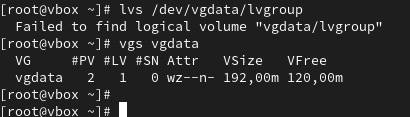 [root@vbox ~]# lvs /dev/vgdata/lvgroup
  Failed to find logical volume "vgdata/lvgroup"
[root@vbox ~]# vgs vgdata
  VG     #PV #LV #SN Attr   VSize   VFree
  vgdata   2   1   0 wz--n- 192,00m 120,00m
[root@vbox ~]#
[root@vbox ~]#